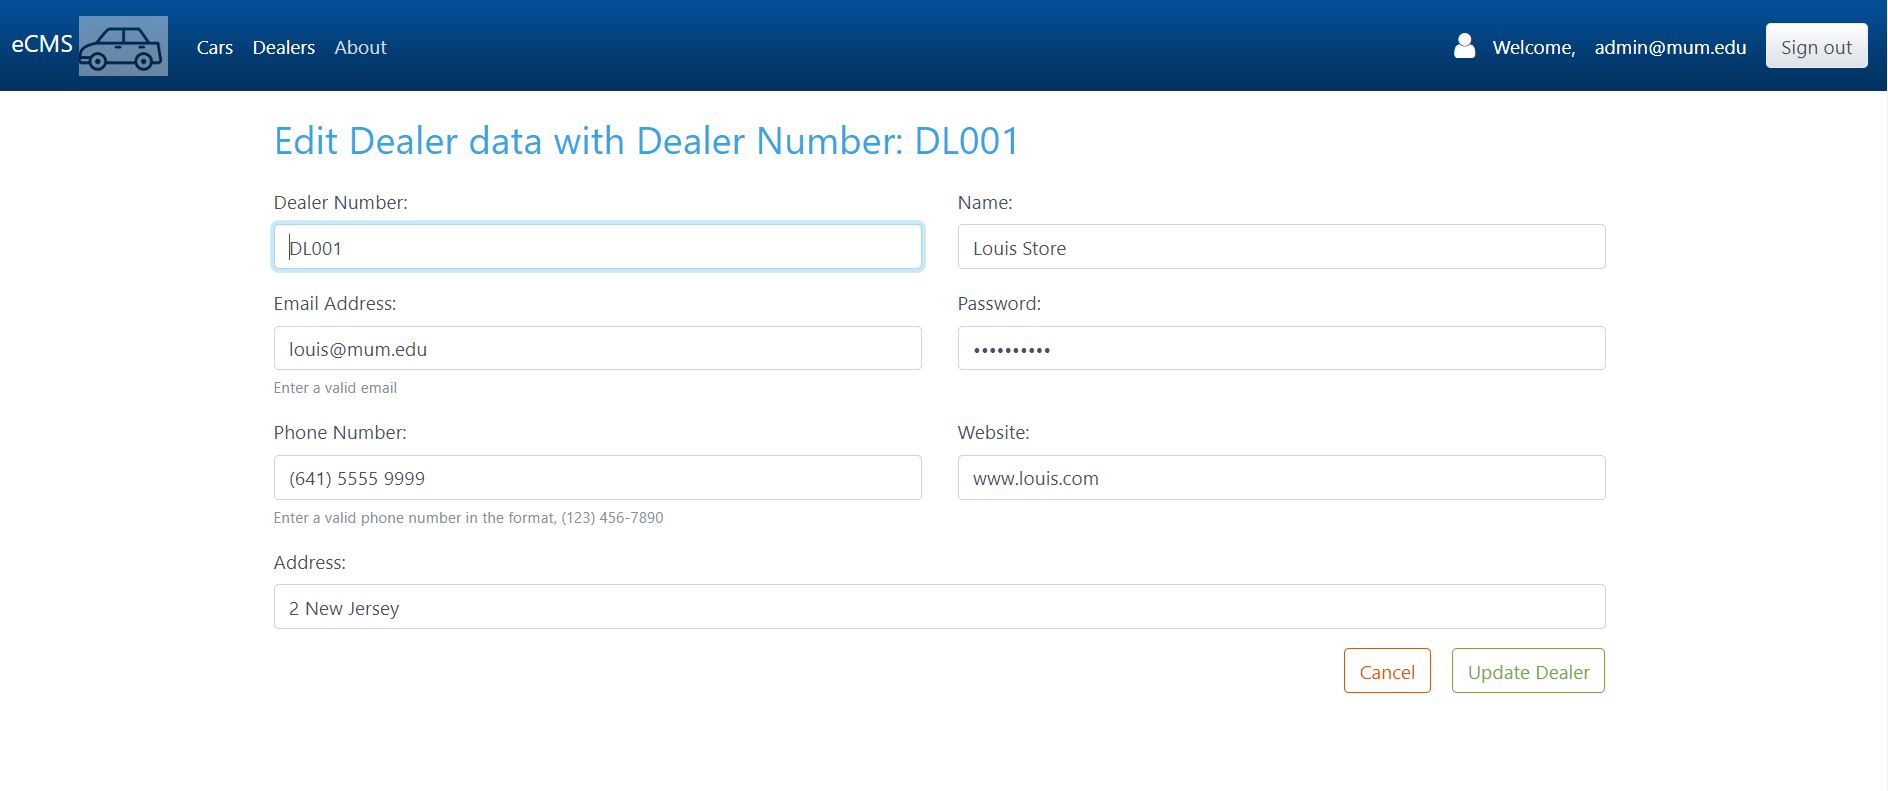 eCMS Cars Dealers About Welcome, admin@mum.edu Sign out
Edit Dealer data with Dealer Number: DL001
Dealer Number: Name:
DL001 Louis Store
Email Address: Password:
louis@mum.edu ••••••••••
Enter a valid email
Phone Number: Website:
(641) 5555 9999 www.louis.com
Enter a valid phone number in the format, (123) 456-7890
Address:
2 New Jersey
Cancel Update Dealer